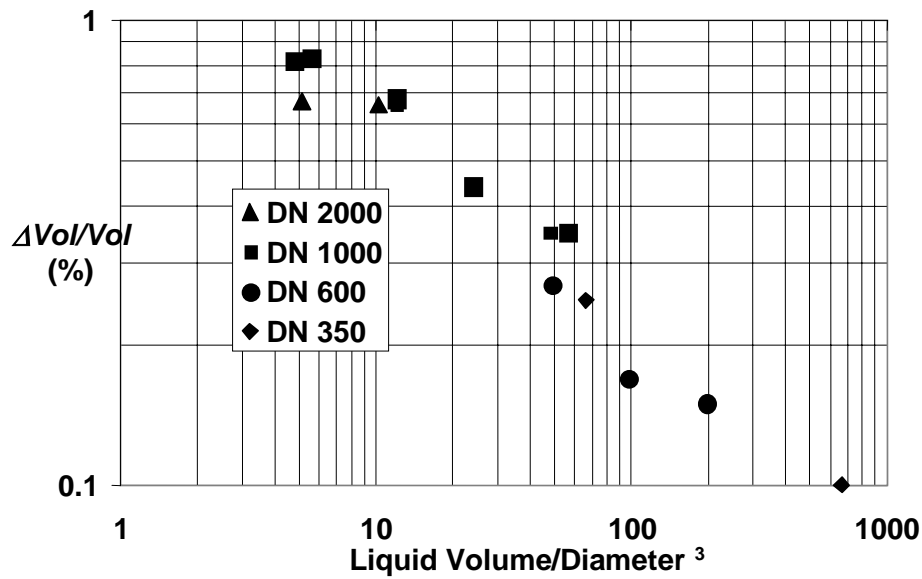 1
ΔVol/Vol
(%)
DN 2000
DN 1000
DN 600
DN 350
0.1
1
10
100
1000
Liquid Volume/Diameter ³